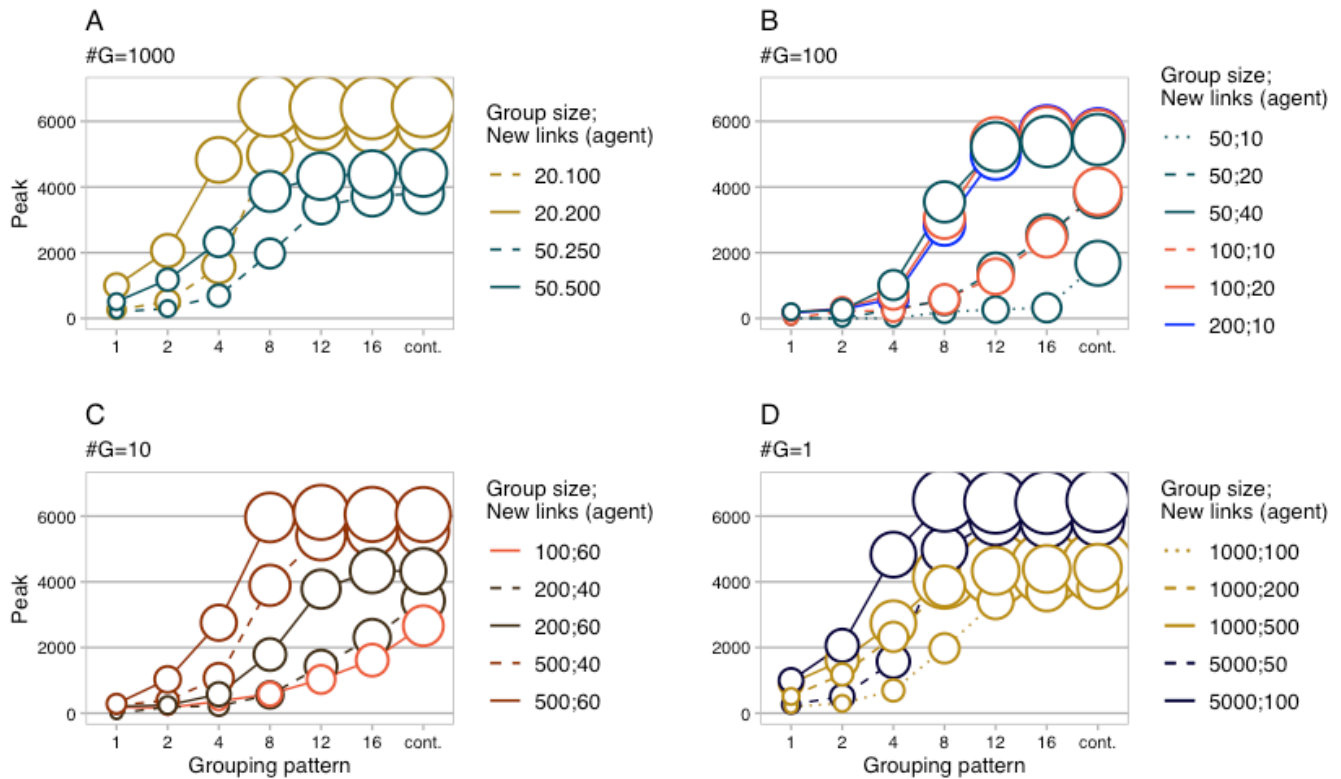 A
#G=1000
Peak
6000
4000
2000
0
1 2 4 8 12 16 cont.
Group size;
New links (agent)
20.100
20.200
50.250
50.500
B
#G=100
6000
4000
2000
0
1 2 4 8 12 16 cont.
Group size;
New links (agent)
50;10
50;20
50;40
100;10
100;20
200;10
C
#G=10
Peak
6000
4000
2000
0
1 2 4 8 12 16 cont.
Grouping pattern
Group size;
New links (agent)
100;60
200;40
200;60
500;40
500;60
D
#G=1
6000
4000
2000
0
1 2 4 8 12 16 cont.
Grouping pattern
Group size;
New links (agent)
1000;100
1000;200
1000;500
5000;50
5000;100